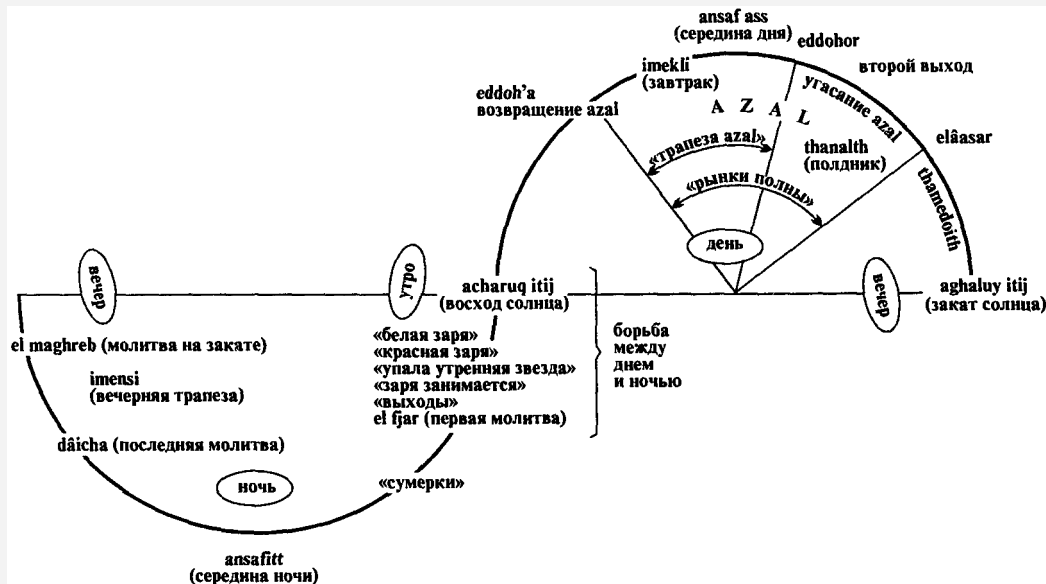 ansaf ass
(середина дня)
eddohor
второй выход
imekli
(завтрак)
eddoh'a
возвращение azal
A Z A L
угасание azal
elâasar
«трапеза azal»
thanalth
(полдник)
«рынки полны»
thamedoith
день
вечер
утро
acharuq itij
(восход солнца)
вечер
aghaluy itij
(закат солнца)
el maghreb (молитва на закате)
imensi
(вечерняя трапеза)
dâicha (последняя молитва)
«белая заря»
«красная заря»
«упала утренняя звезда»
«заря занимается»
«выходы»
el fjar (первая молитва)
борьба
между
днем
и ночью
ночь
«сумерки»
ansafitt
(середина ночи)